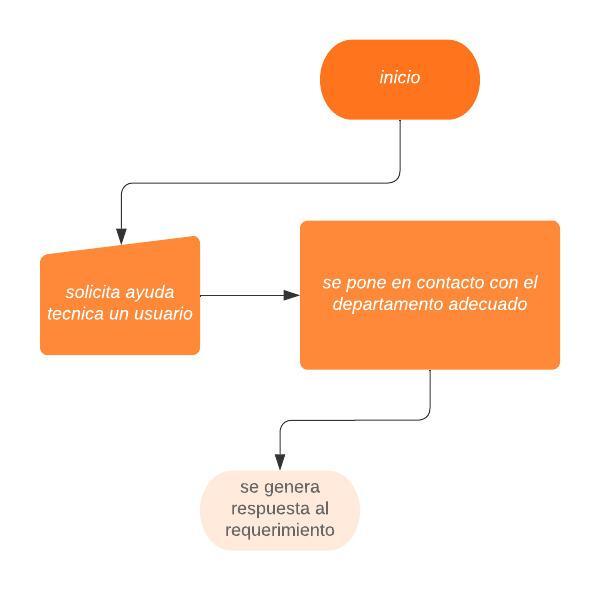 inicio
solicita ayuda
tecnica un usuario
se pone en contacto con el
departamento adecuado
se genera
respuesta al
requerimiento